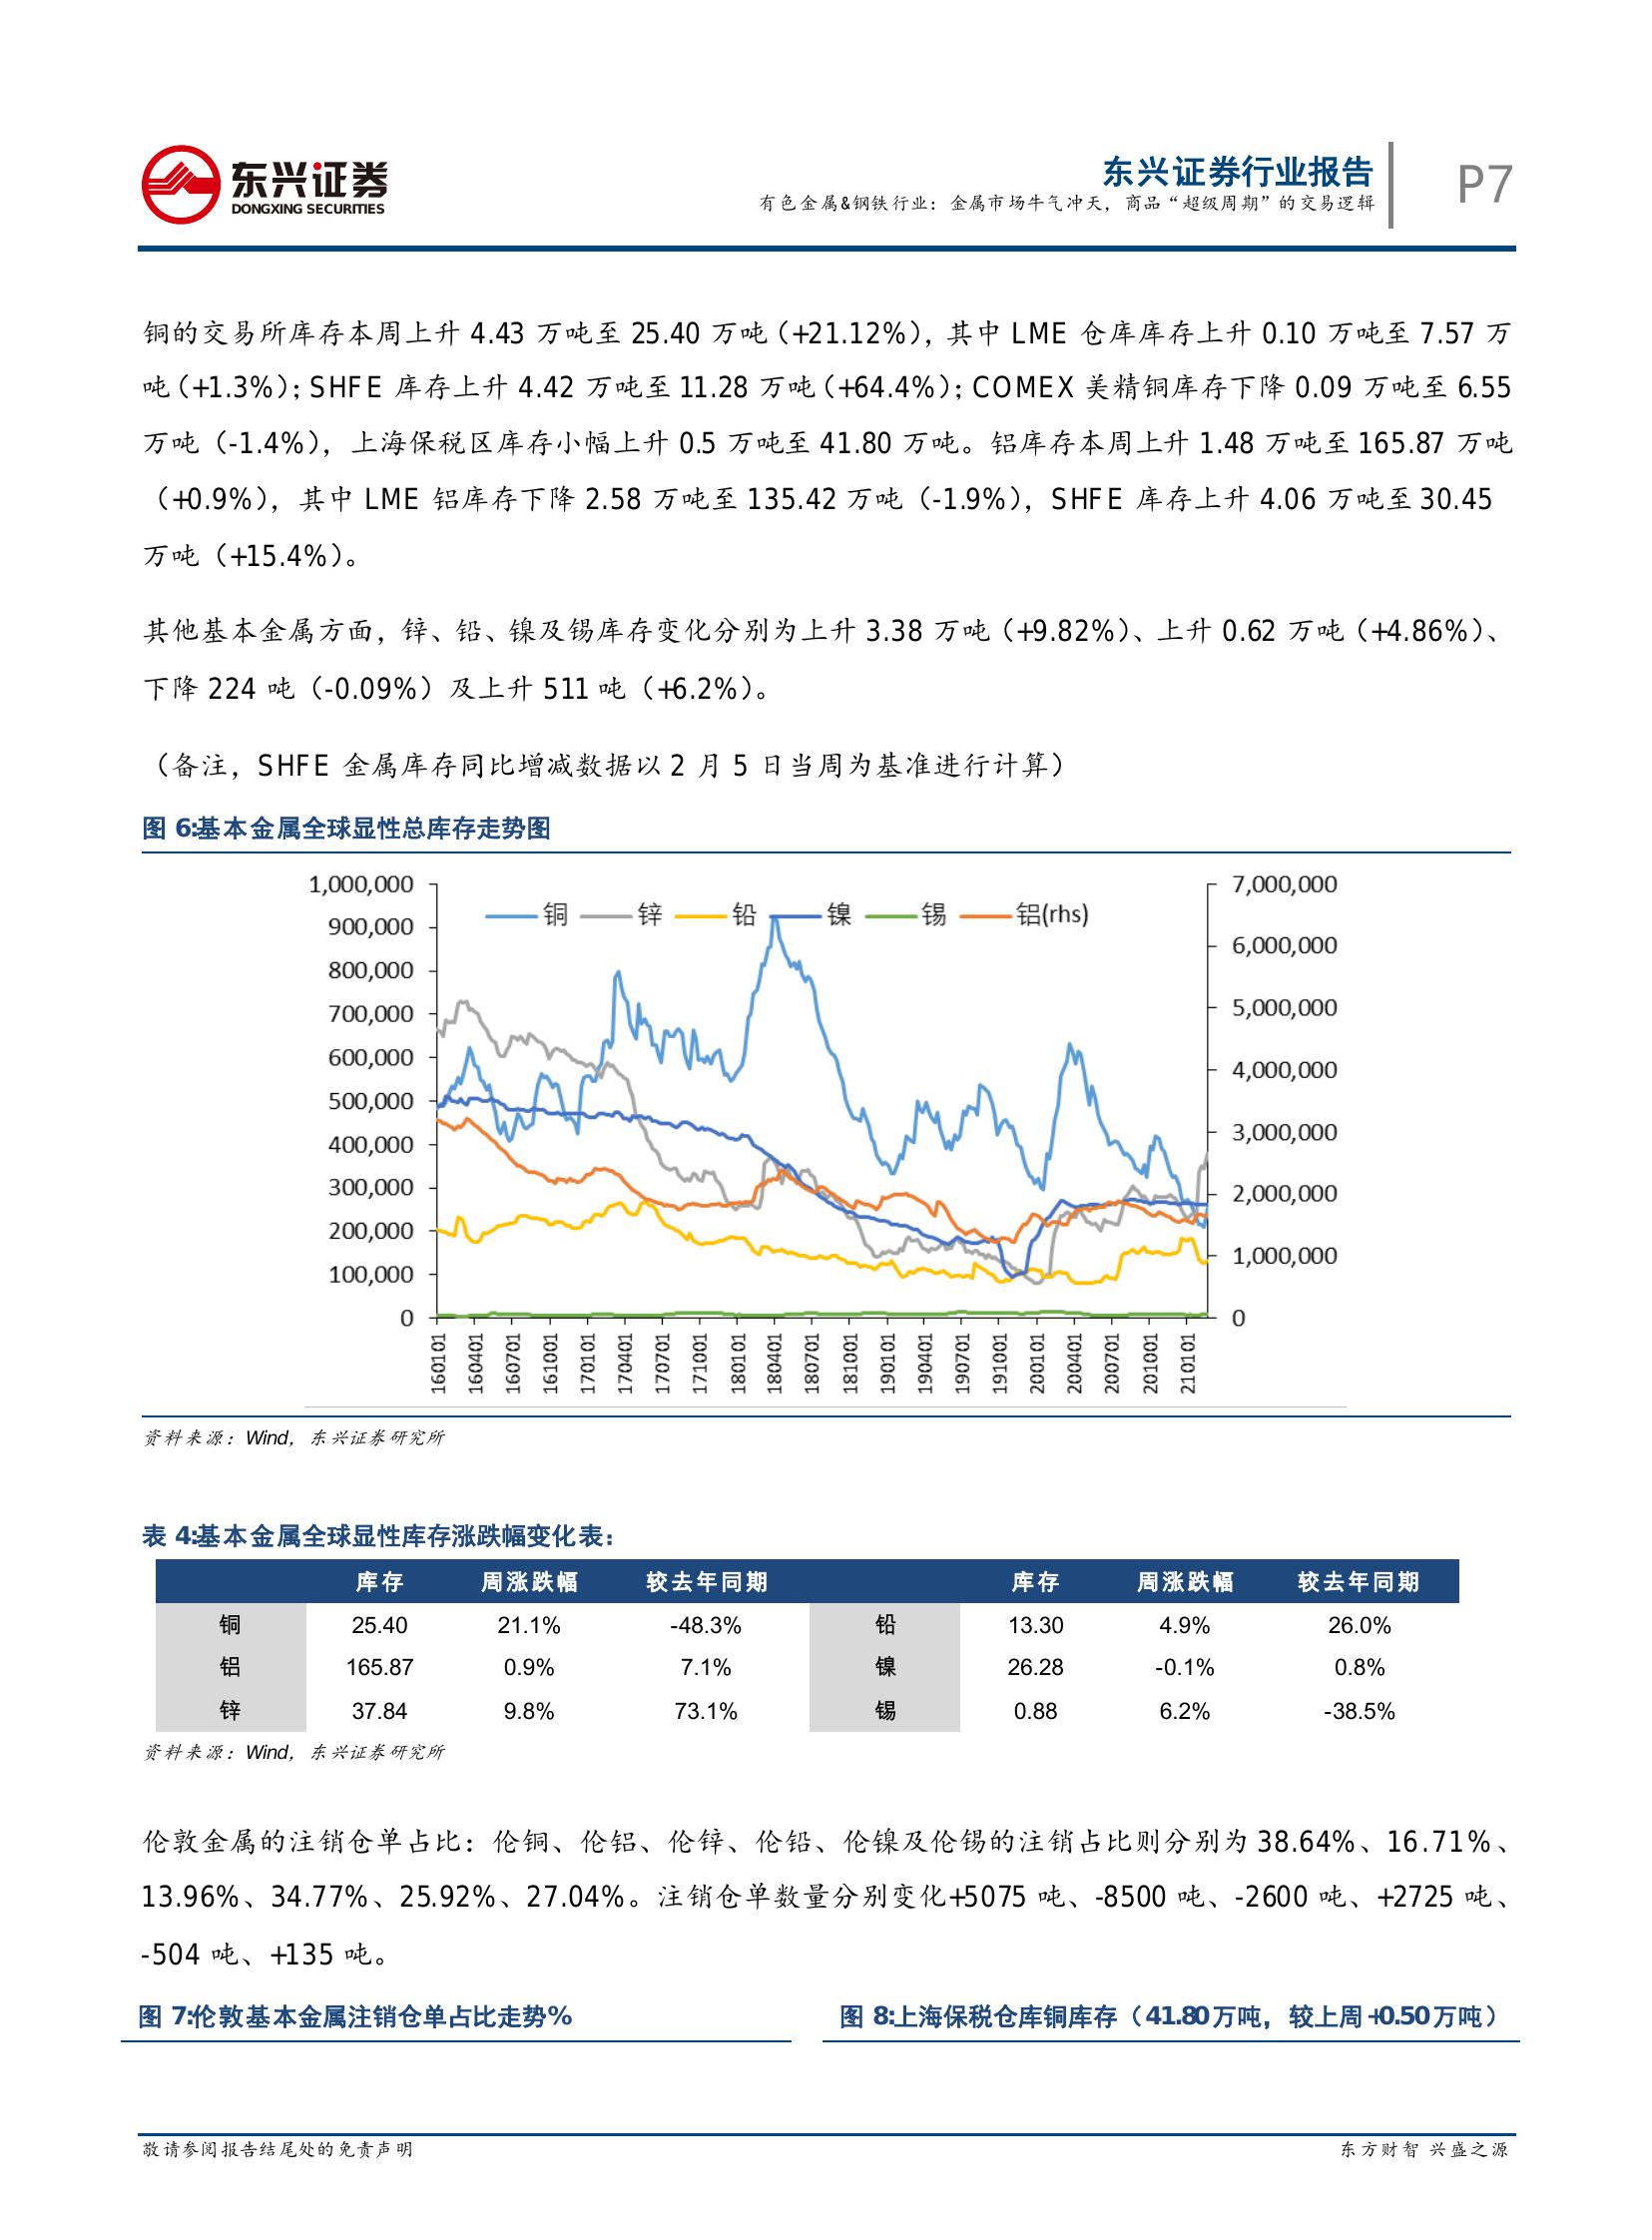 东兴证券
DONGXING SECURITIES
东兴证券行业报告
有色金属&钢铁行业：金属市场牛气冲天，商品“超级周期”的交易逻辑
P7
铜的交易所库存本周上升 4.43 万吨至 25.40 万吨（+21.12%），其中 LME 仓库库存上升 0.10 万吨至 7.57 万
吨（+1.3%）；SHFE 库存上升 4.42 万吨至 11.28 万吨（+64.4%）；COMEX 美精铜库存下降 0.09 万吨至 6.55
万吨（-1.4%），上海保税区库存小幅上升 0.5 万吨至 41.80 万吨。铝库存本周上升 1.48 万吨至 165.87 万吨
（+0.9%），其中 LME 铝库存下降 2.58 万吨至 135.42 万吨（-1.9%），SHFE 库存上升 4.06 万吨至 30.45
万吨（+15.4%）。
其他基本金属方面，锌、铅、镍及锡库存变化分别为上升 3.38 万吨（+9.82%）、上升 0.62 万吨（+4.86%）、
下降 224 吨（-0.09%）及上升 511 吨（+6.2%）。
（备注，SHFE 金属库存同比增减数据以 2 月 5 日当周为基准进行计算）
图 6:基本金属全球显性总库存走势图
1,000,000
900,000
800,000
700,000
600,000
500,000
400,000
300,000
200,000
100,000
0
铜 锌 铅 镍 锡 铝(rhs)
7,000,000
6,000,000
5,000,000
4,000,000
3,000,000
2,000,000
1,000,000
0
160101 160401 160701 161001 170101 170401 170701 171001 180101 180401 180701 181001 190101 190401 190701 191001 200101 200401 200701 201001 210101
资料来源：Wind，东兴证券研究所
表 4:基本金属全球显性库存涨跌幅变化表：
库存 周涨跌幅 较去年同期 库存 周涨跌幅 较去年同期
铜 25.40 21.1% -48.3% 铅 13.30 4.9% 26.0%
铝 165.87 0.9% 7.1% 镍 26.28 -0.1% 0.8%
锌 37.84 9.8% 73.1% 锡 0.88 6.2% -38.5%
资料来源：Wind，东兴证券研究所
伦敦金属的注销仓单占比：伦铜、伦铝、伦锌、伦铅、伦镍及伦锡的注销占比则分别为 38.64%、16.71%、
13.96%、34.77%、25.92%、27.04%。注销仓单数量分别变化+5075 吨、-8500 吨、-2600 吨、+2725 吨、
-504 吨、+135 吨。
图 7:伦敦基本金属注销仓单占比走势%
图 8:上海保税仓库铜库存（41.80万吨，较上周+0.50万吨）
敬请参阅报告结尾处的免责声明
东方财智 兴盛之源